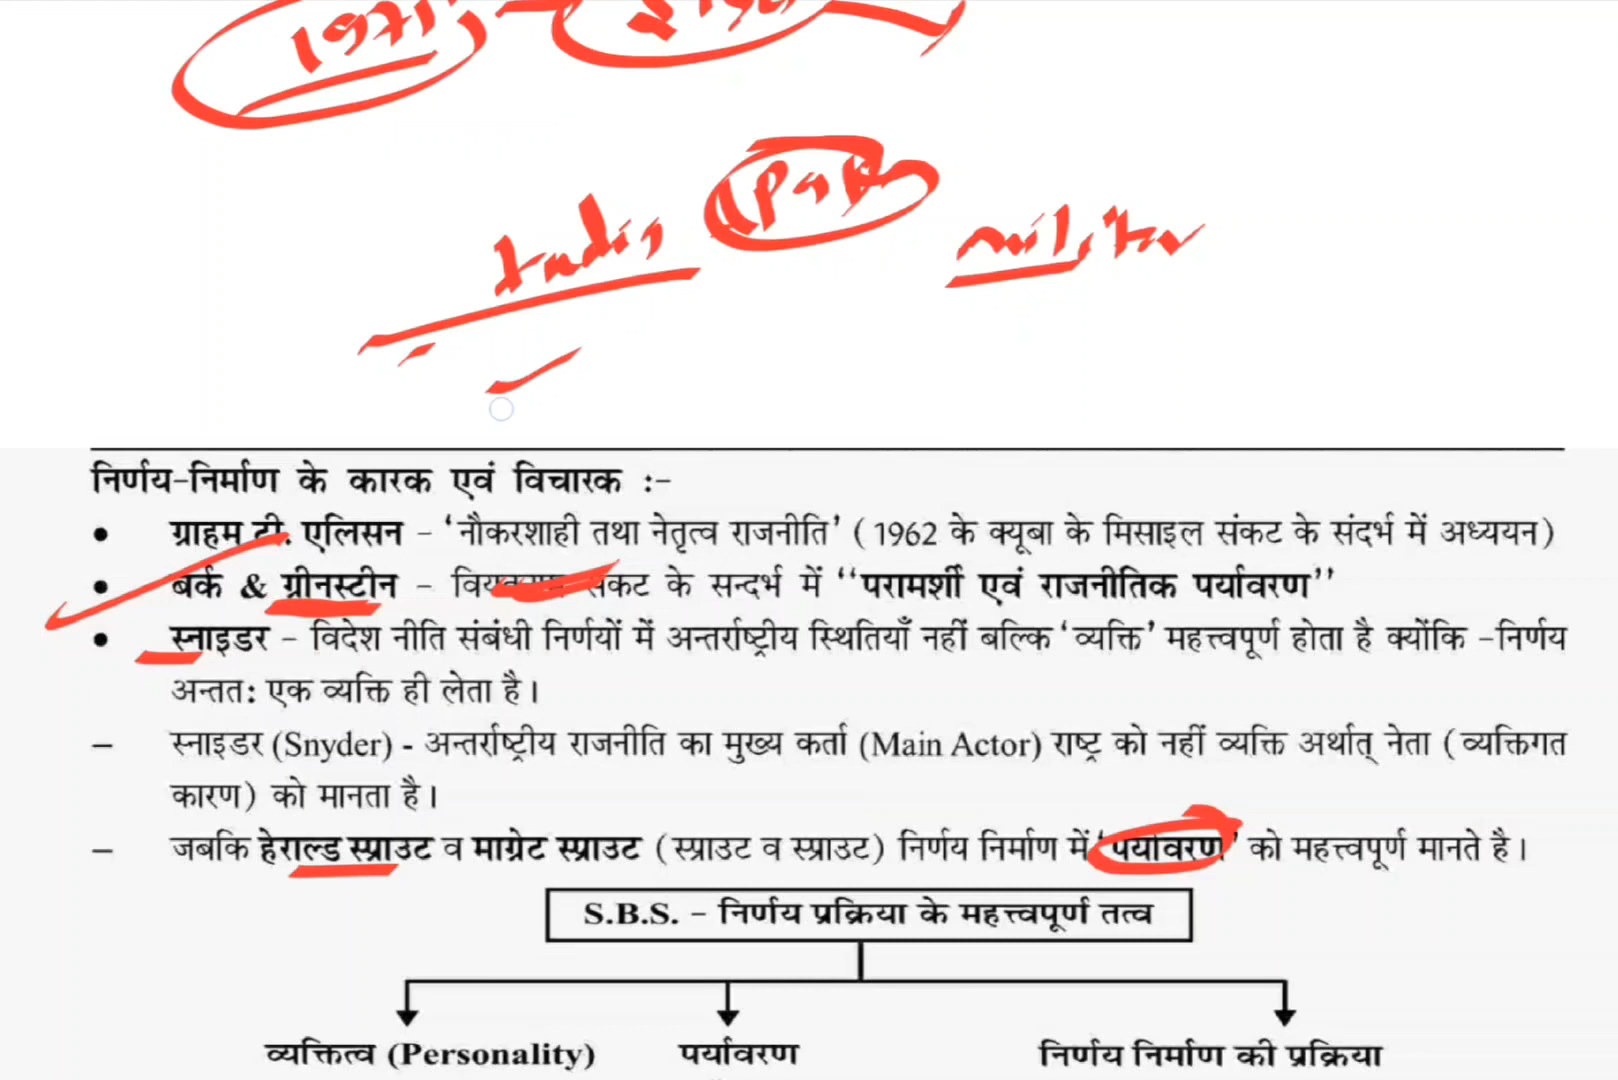 1971,
India Pak
निर्णय-निर्माण के कारक एवं विचारक :-
• ग्राहम टी. एलिसन - 'नौकरशाही तथा नेतृत्व राजनीति' ( 1962 के क्यूबा के मिसाइल संकट के संदर्भ में अध्ययन)
• बर्क & ग्रीनस्टीन - संकट के सन्दर्भ में "परामर्शी एवं राजनीतिक पर्यावरण"
• स्नाइडर - विदेश नीति संबंधी निर्णयों में अन्तर्राष्ट्रीय स्थितियाँ नहीं बल्कि 'व्यक्ति' महत्त्वपूर्ण होता है क्योंकि -निर्णय
अन्ततः एक व्यक्ति ही लेता है।
– स्नाइडर (Snyder) - अन्तर्राष्ट्रीय राजनीति का मुख्य कर्ता (Main Actor) राष्ट्र को नहीं व्यक्ति अर्थात् नेता (व्यक्तिगत
कारण) को मानता है।
– जबकि हेराल्ड स्प्राउट व माग्रेट स्प्राउट (स्प्राउट व स्प्राउट) निर्णय निर्माण में 'पर्यावरण' को महत्त्वपूर्ण मानते है।
S.B.S. - निर्णय प्रक्रिया के महत्त्वपूर्ण तत्व
व्यक्तित्व (Personality) पर्यावरण निर्णय निर्माण की प्रक्रिया